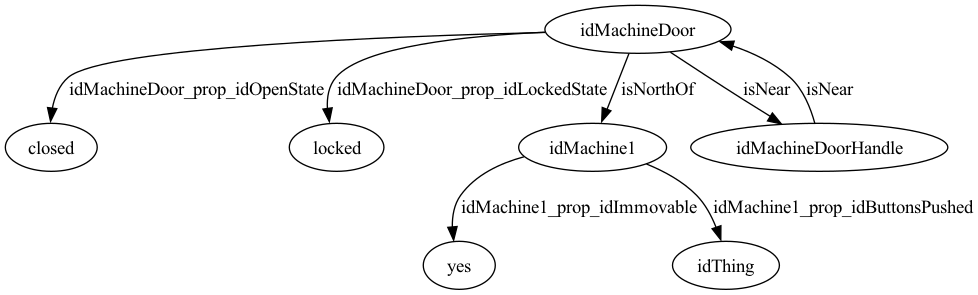 idMachineDoor
idMachineDoor_prop_idOpenState
idMachineDoor_prop_idLockedState
isNorthOf
isNear
isNear
closed
locked
idMachine1
idMachineDoorHandle
idMachine1_prop_idImmovable
idMachine1_prop_idButtonsPushed
yes
idThing